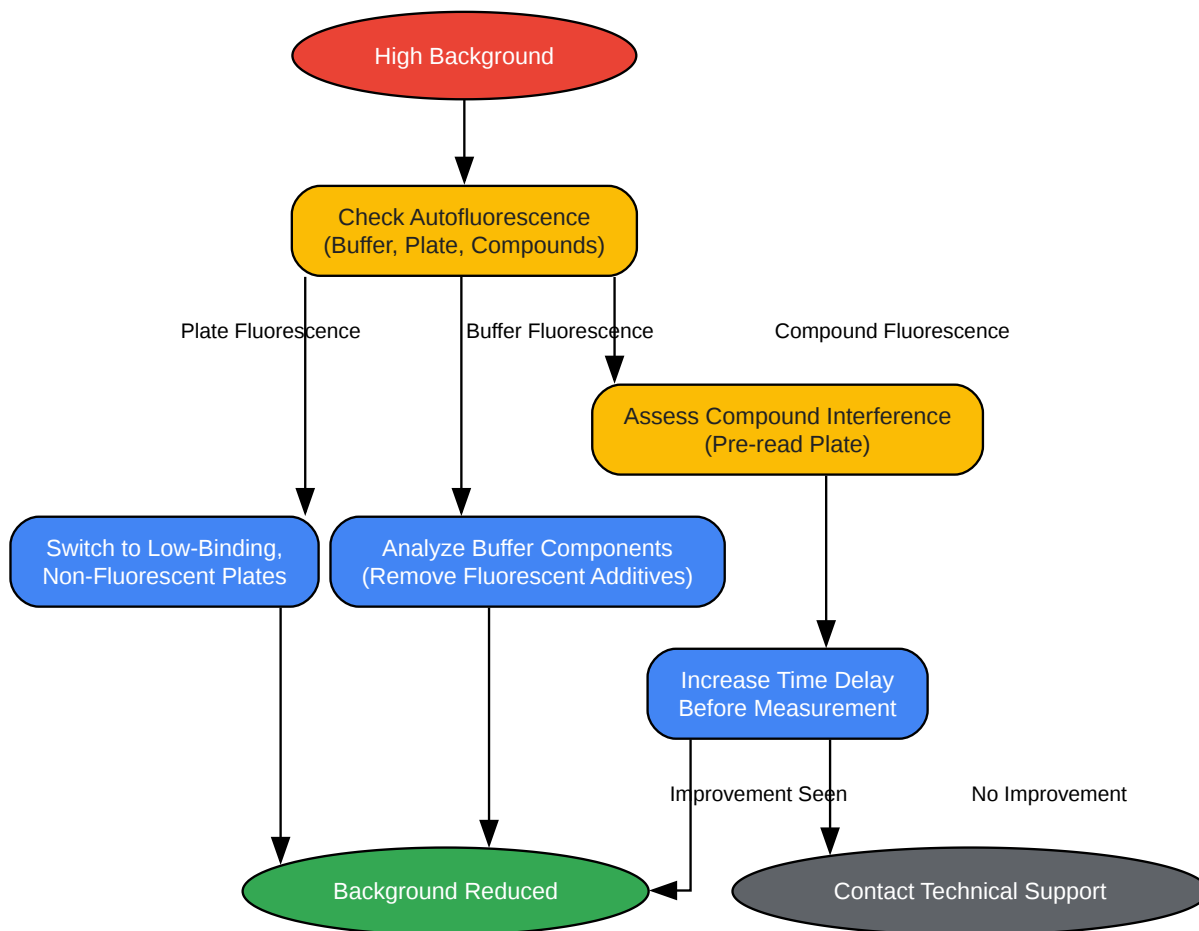 High Background
Check Autofluorescence
(Buffer, Plate, Compounds)
Plate Fluorescence
Buffer Fluorescence
Compound Fluorescence
Assess Compound Interference
(Pre-read Plate)
Switch to Low-Binding,
Non-Fluorescent Plates
Analyze Buffer Components
(Remove Fluorescent Additives)
Increase Time Delay
Before Measurement
Improvement Seen
No Improvement
Background Reduced
Contact Technical Support